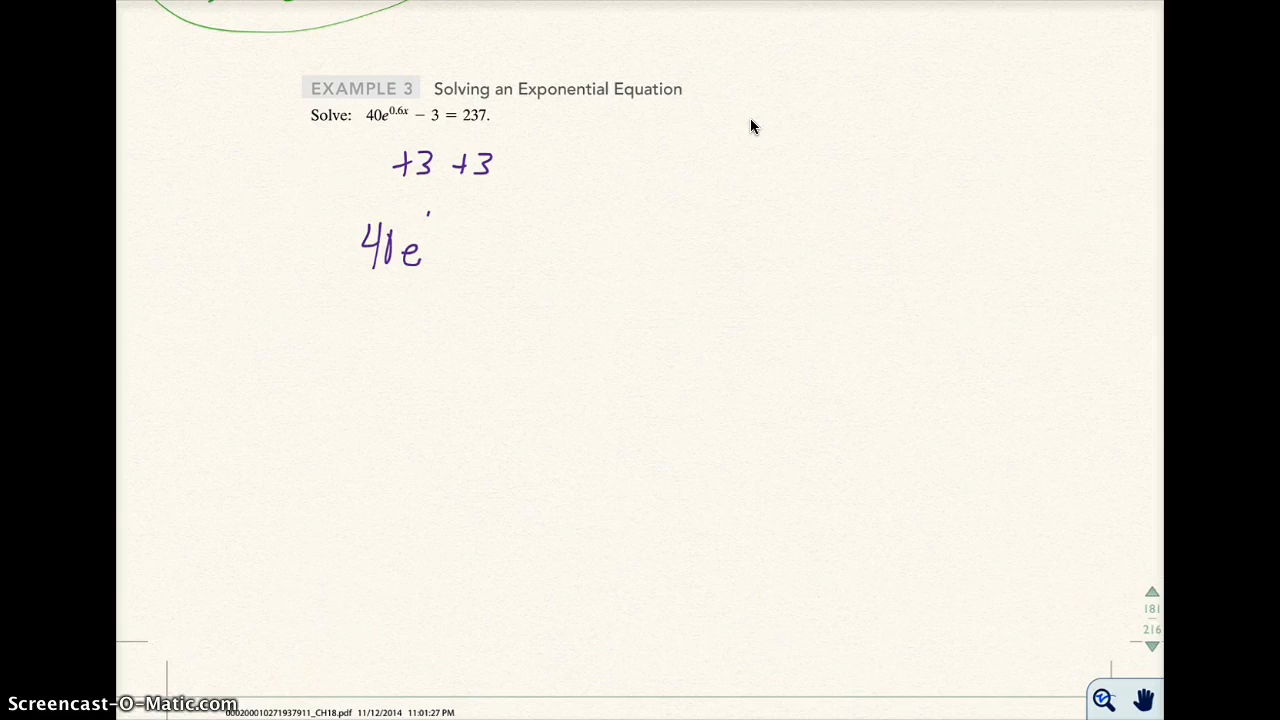 EXAMPLE 3 Solving an Exponential Equation
Solve: 40e^0.6x − 3 = 237.
+3 +3
40e
181
216
Screencast-O-Matic.com
000200010271937911_CH18.pdf 11/12/2014 11:01:27 PM